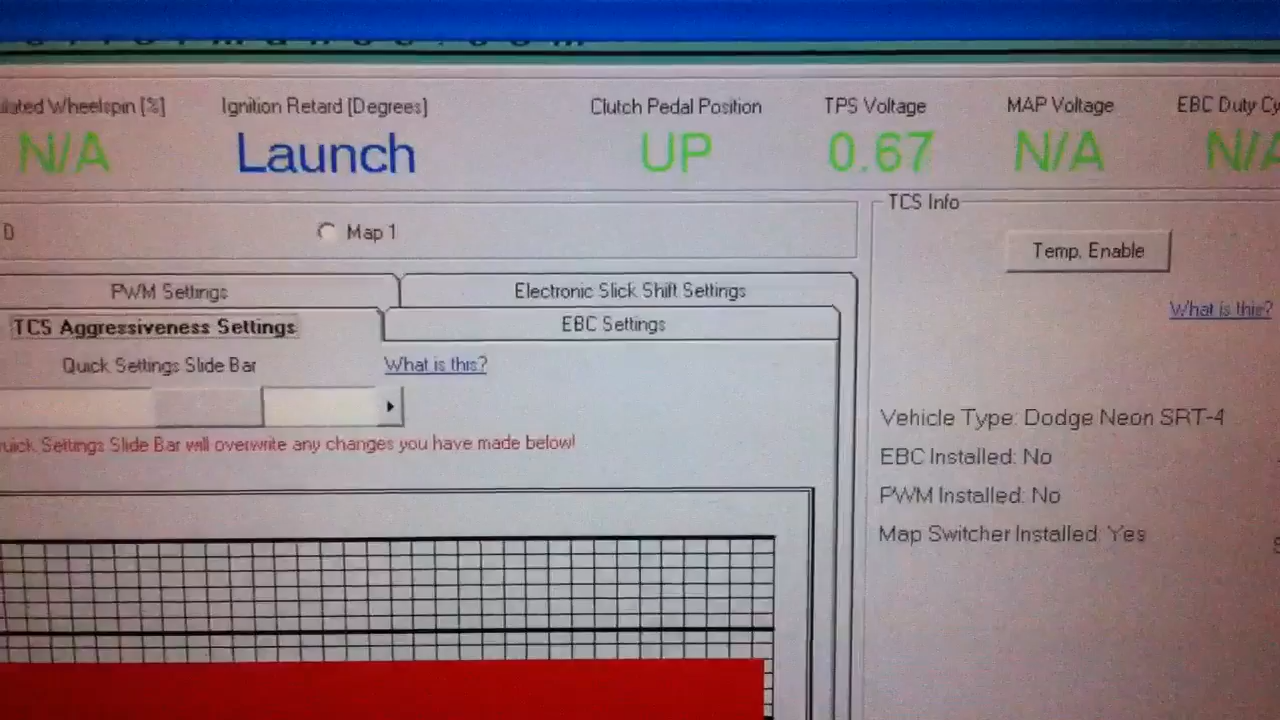 Wheelspin [%] Ignition Retard [Degrees] Clutch Pedal Position TPS Voltage MAP Voltage EBC Duty
N/A Launch UP 0.67 N/A N/A
TCS Info
Map 1
Temp. Enable
PWM Settings Electronic Slick Shift Settings
What is this?
TCS Aggressiveness Settings EBC Settings
Quick Settings Slide Bar What is this?
Vehicle Type: Dodge Neon SRT-4
Settings Slide Bar will overwrite any changes you have made below!
EBC Installed: No
PWM Installed: No
Map Switcher Installed: Yes